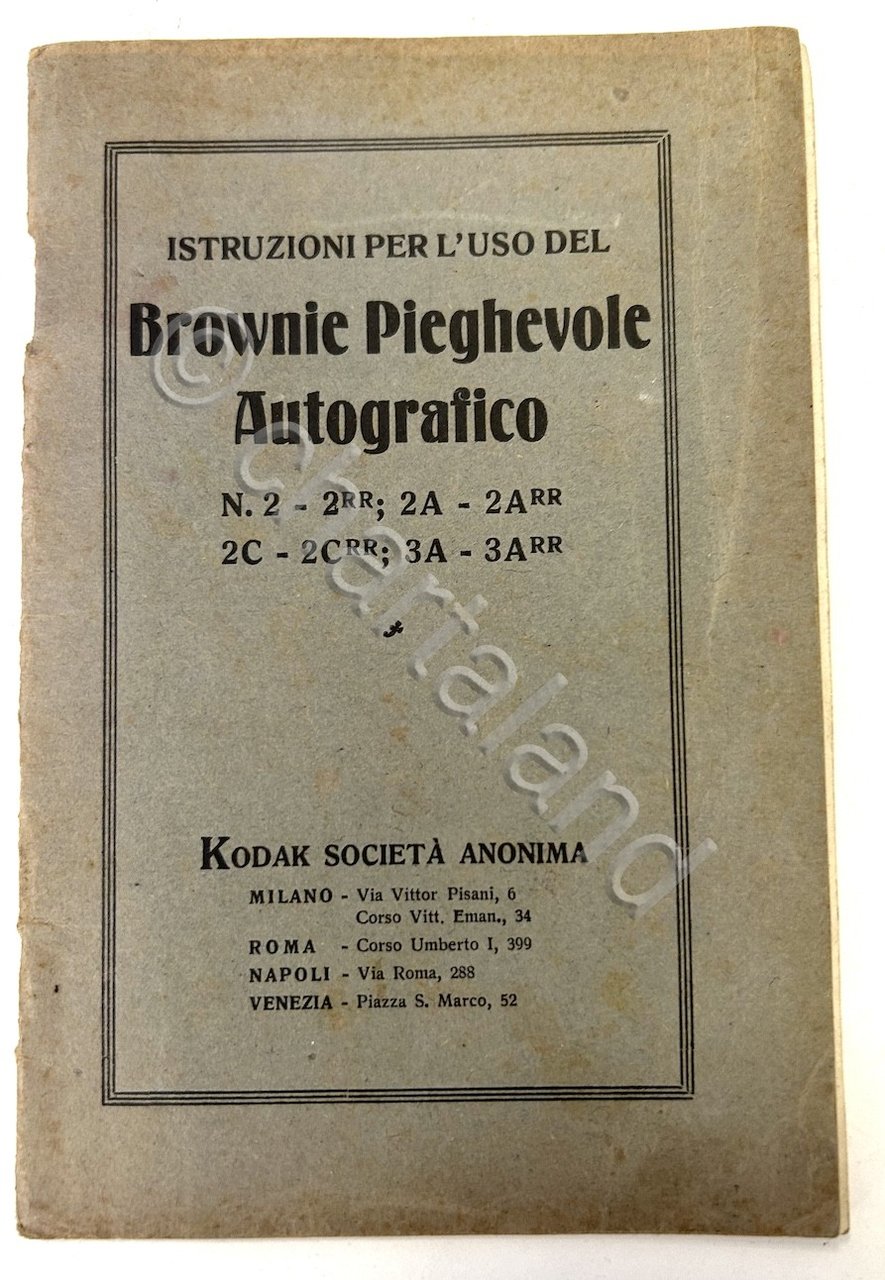 ISTRUZIONI PER L'USO DEL
Brownie Pieghevole
Autografico
N. 2 - 2RR; 2A - 2ARR
2C - 2CRR; 3A - 3ARR
KODAK SOCIETÀ ANONIMA
MILANO - Via Vittor Pisani, 6
Corso Vitt. Eman., 34
ROMA - Corso Umberto I, 399
NAPOLI - Via Roma, 288
VENEZIA - Piazza S. Marco, 52
© chartaland